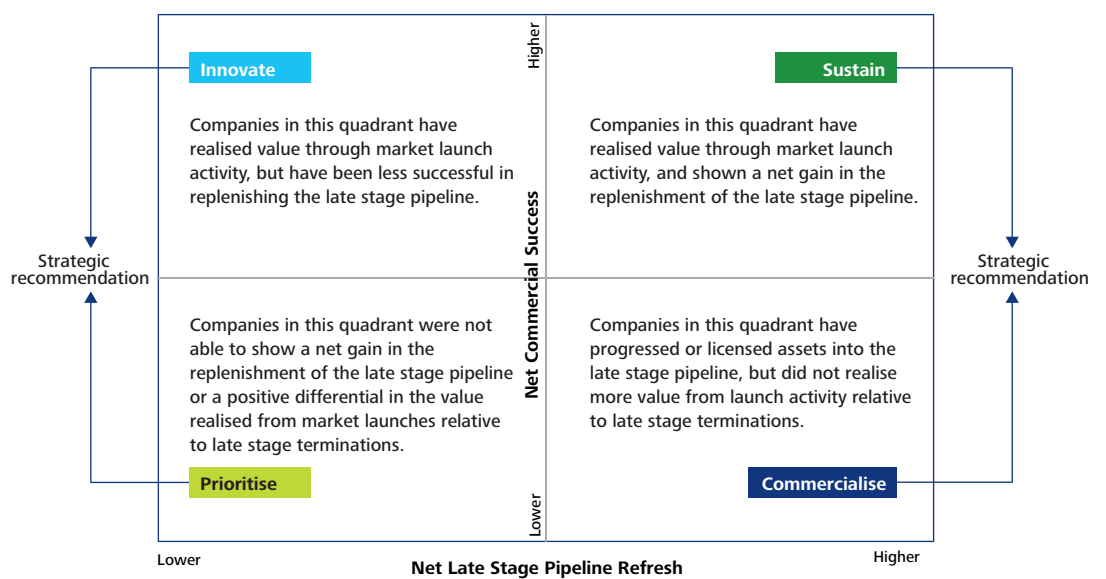 Higher
Innovate
Companies in this quadrant have
realised value through market launch
activity, but have been less successful in
replenishing the late stage pipeline.
Sustain
Companies in this quadrant have
realised value through market launch
activity, and shown a net gain in the
replenishment of the late stage pipeline.
Strategic
recommendation
Net Commercial Success
Strategic
recommendation
Companies in this quadrant were not
able to show a net gain in the
replenishment of the late stage pipeline
or a positive differential in the value
realised from market launches relative
to late stage terminations.
Prioritise
Companies in this quadrant have
progressed or licensed assets into the
late stage pipeline, but did not realise
more value from launch activity relative
to late stage terminations.
Commercialise
Lower
Lower
Net Late Stage Pipeline Refresh
Higher